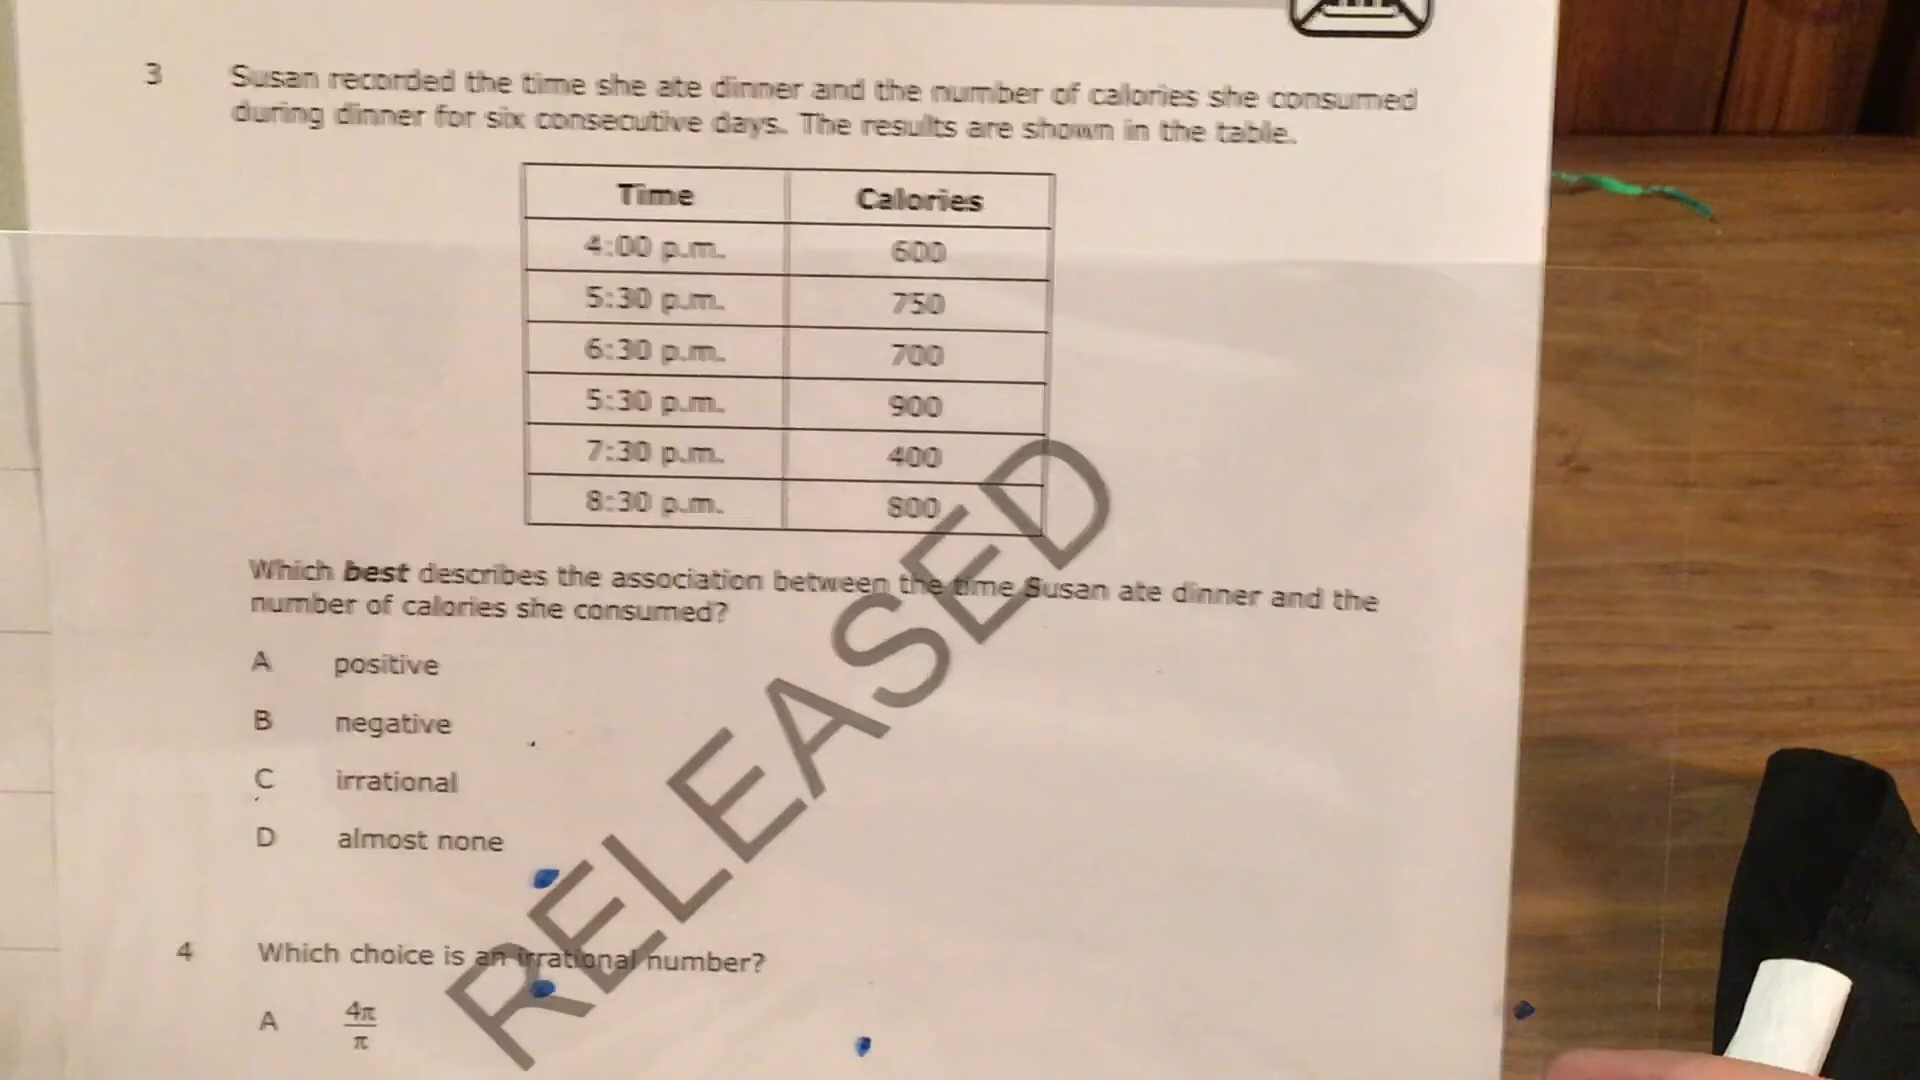 3 Susan recorded the time she ate dinner and the number of calories she consumed
during dinner for six consecutive days. The results are shown in the table.
Time Calories
4:00 p.m. 600
5:30 p.m. 750
6:30 p.m. 700
5:30 p.m. 900
7:30 p.m. 400
8:30 p.m. 800
Which best describes the association between the time Susan ate dinner and the
number of calories she consumed?
A positive
B negative
C irrational
D almost none
RELEASED
4 Which choice is an irrational number?
A 4π/π